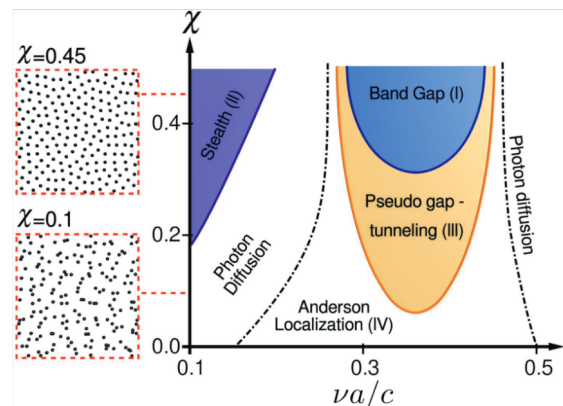 χ
χ=0.45
0.4
Stealth (II)
Band Gap (I)
Pseudo gap -
tunneling (III)
Photon diffusion
χ=0.1
0.2
Photon
Diffusion
Anderson
Localization (IV)
0.0
0.1
0.3
0.5
νa/c